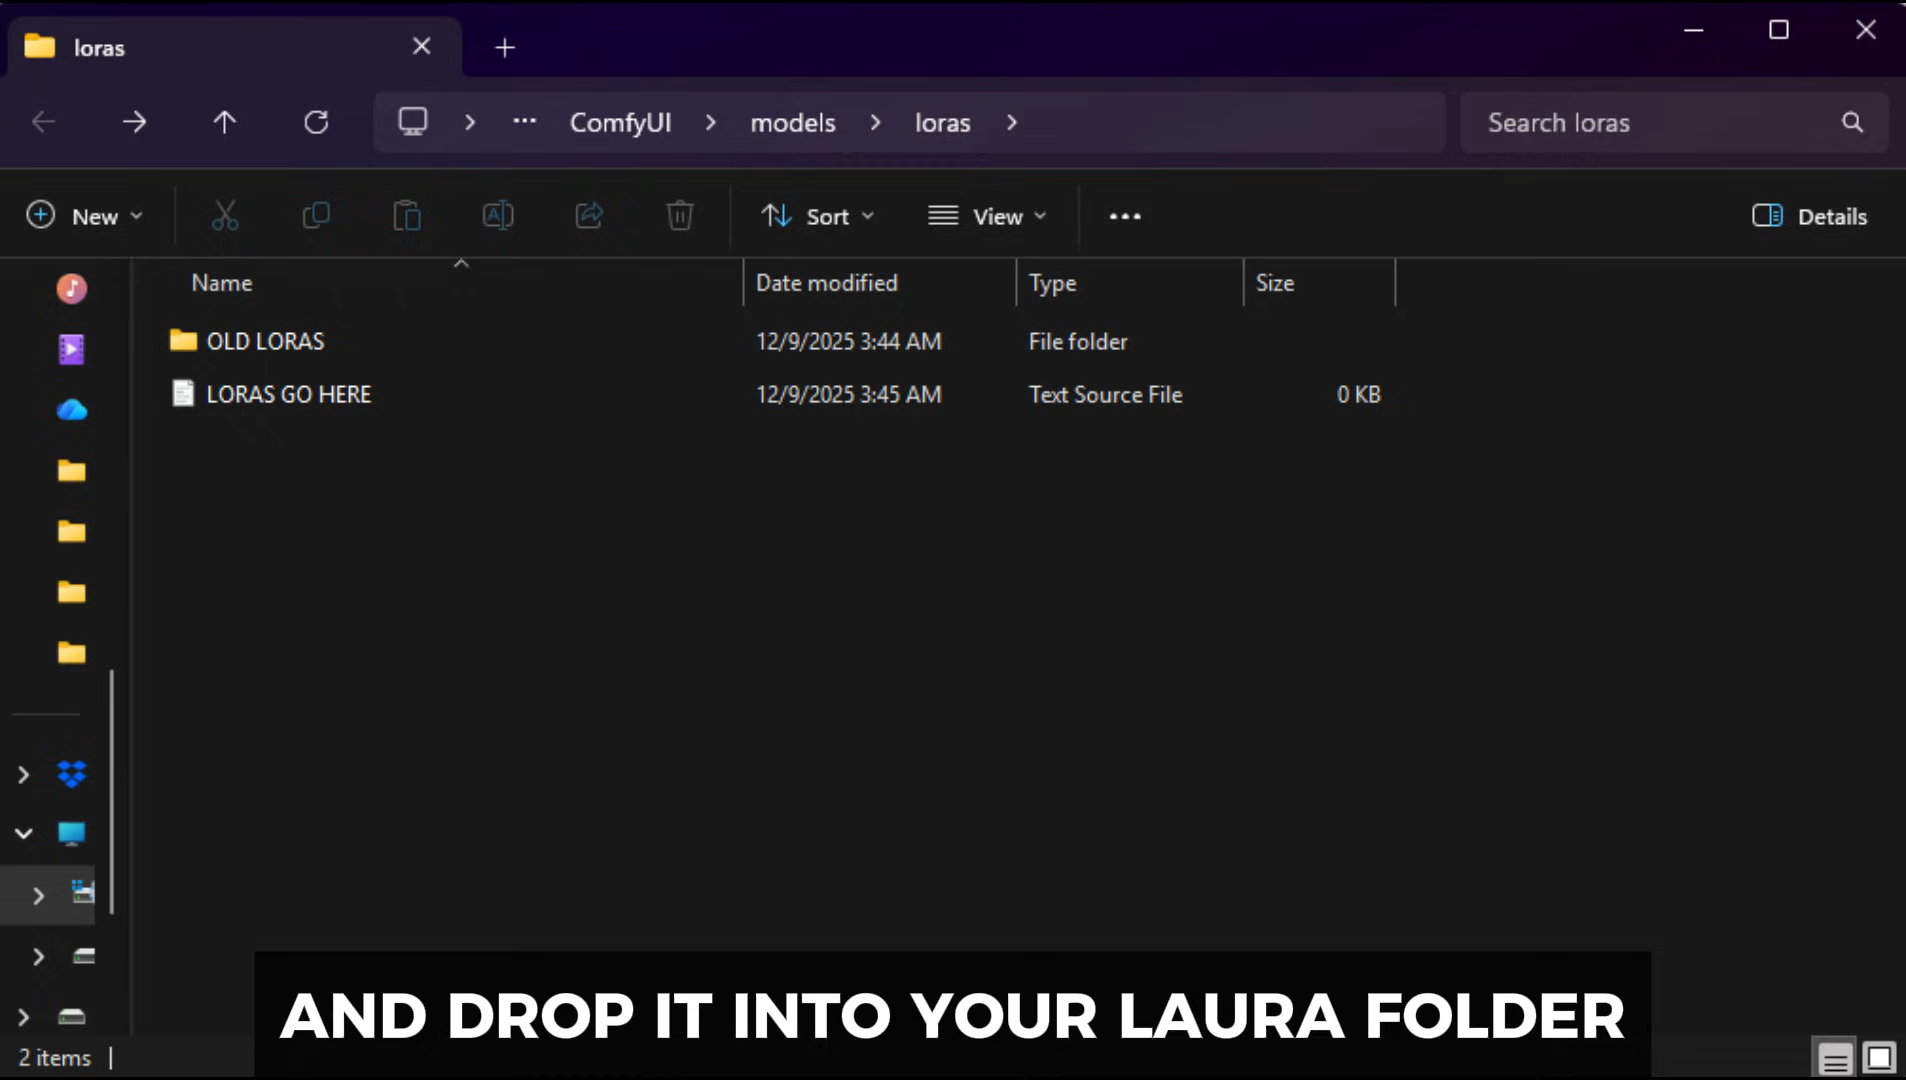 loras
ComfyUI models loras
Search loras
New
Sort
View
Details
Name Date modified Type Size
OLD LORAS 12/9/2025 3:44 AM File folder
LORAS GO HERE 12/9/2025 3:45 AM Text Source File 0 KB
AND DROP IT INTO YOUR LAURA FOLDER
2 items